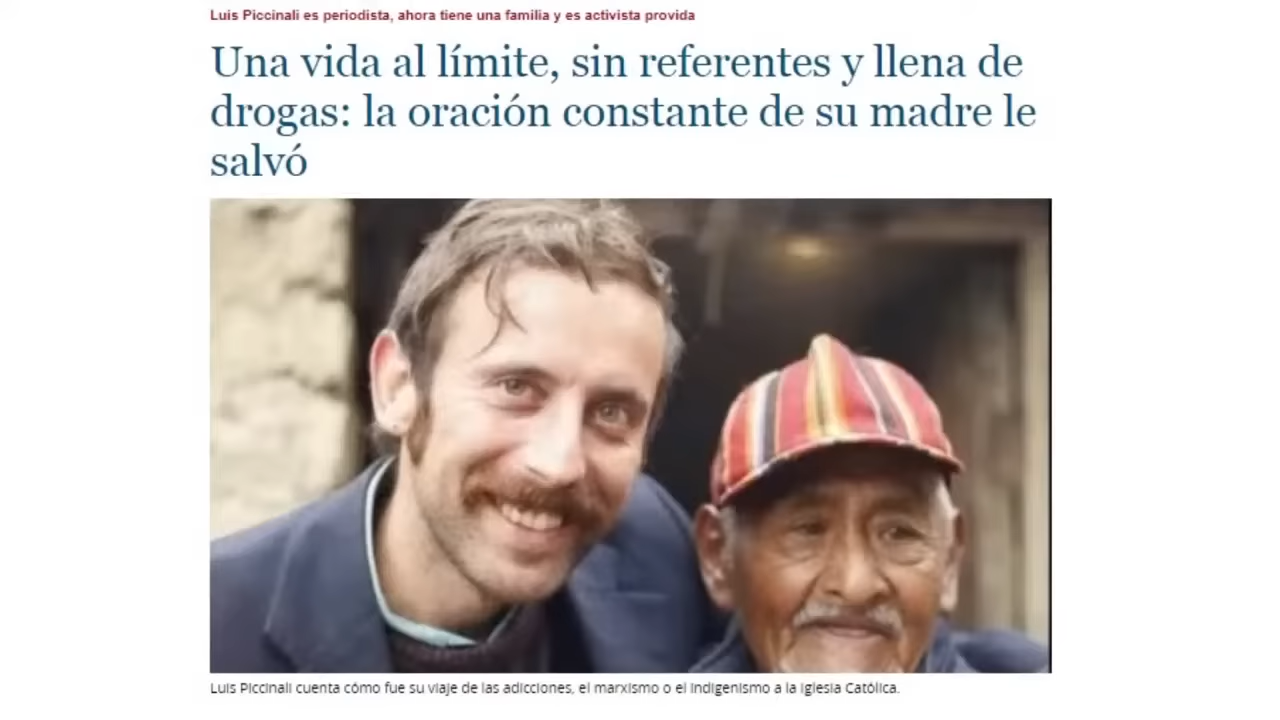 Luis Piccinali es periodista, ahora tiene una familia y es activista provida
Una vida al límite, sin referentes y llena de
drogas: la oración constante de su madre le
salvó
Luis Piccinali cuenta cómo fue su viaje de las adicciones, el marxismo o el indigenismo a la Iglesia Católica.